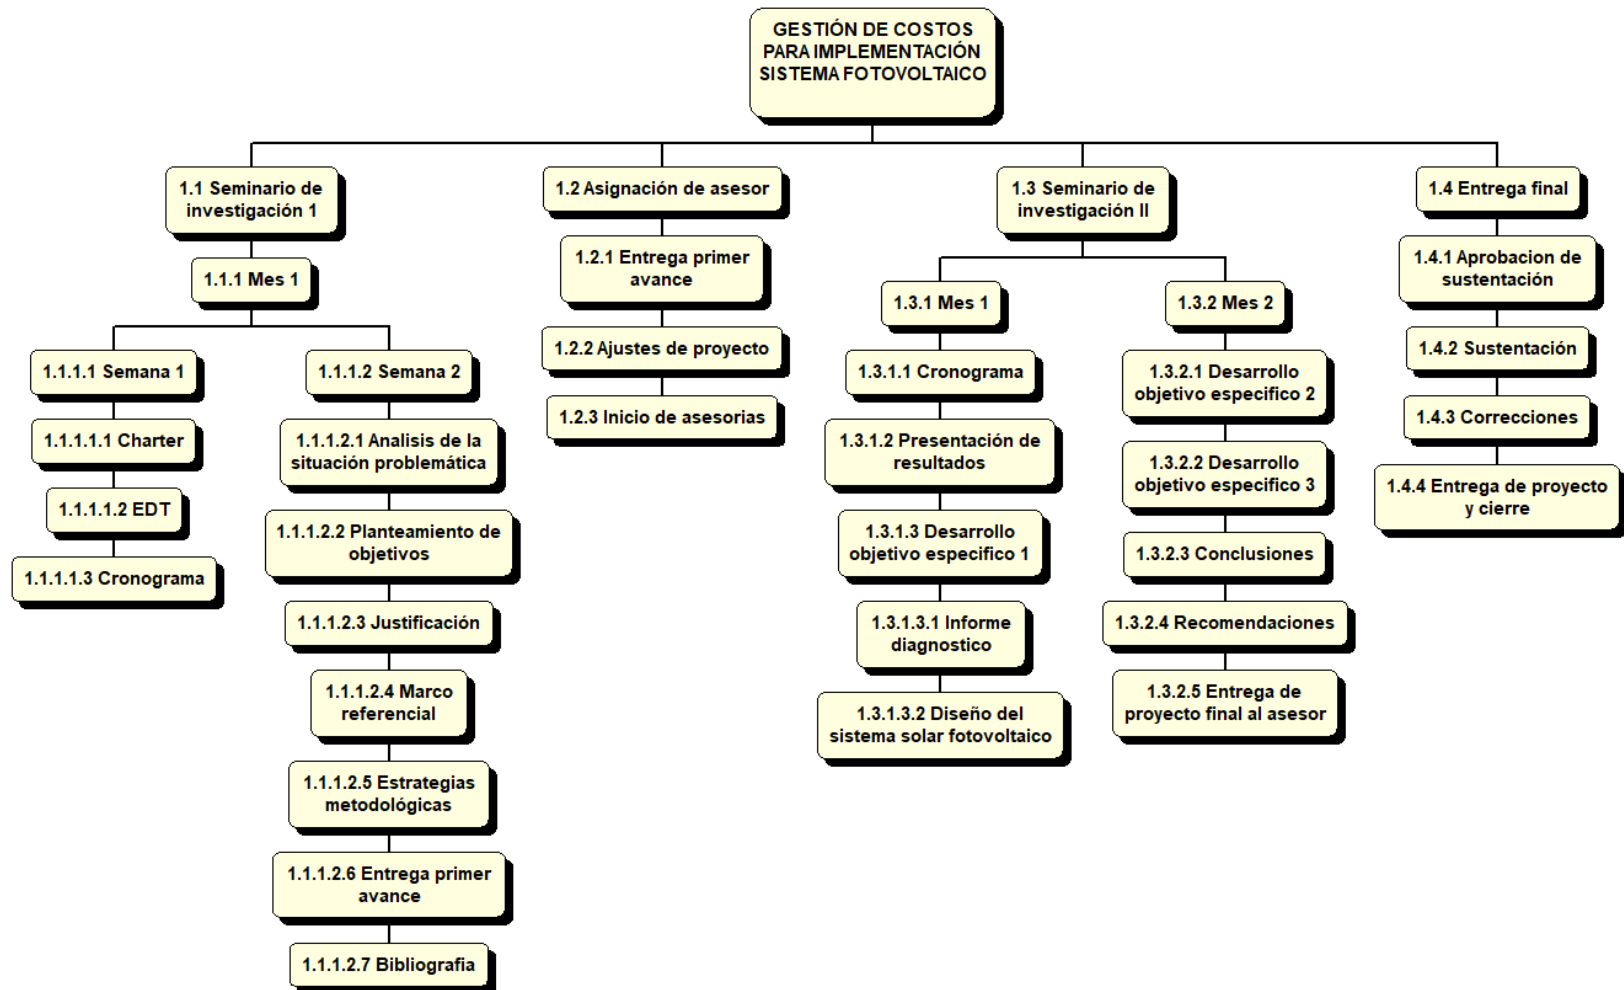 GESTIÓN DE COSTOS
PARA IMPLEMENTACIÓN
SISTEMA FOTOVOLTAICO
1.1 Seminario de
investigación 1
1.1.1 Mes 1
1.1.1.1 Semana 1
1.1.1.1.1 Charter
1.1.1.1.2 EDT
1.1.1.1.3 Cronograma
1.1.1.2 Semana 2
1.1.1.2.1 Analisis de la
situación problemática
1.1.1.2.2 Planteamiento de
objetivos
1.1.1.2.3 Justificación
1.1.1.2.4 Marco
referencial
1.1.1.2.5 Estrategias
metodológicas
1.1.1.2.6 Entrega primer
avance
1.1.1.2.7 Bibliografia
1.2 Asignación de asesor
1.2.1 Entrega primer
avance
1.2.2 Ajustes de proyecto
1.2.3 Inicio de asesorias
1.3 Seminario de
investigación II
1.3.1 Mes 1
1.3.1.1 Cronograma
1.3.1.2 Presentación de
resultados
1.3.1.3 Desarrollo
objetivo especifico 1
1.3.1.3.1 Informe
diagnostico
1.3.1.3.2 Diseño del
sistema solar fotovoltaico
1.3.2 Mes 2
1.3.2.1 Desarrollo
objetivo especifico 2
1.3.2.2 Desarrollo
objetivo especifico 3
1.3.2.3 Conclusiones
1.3.2.4 Recomendaciones
1.3.2.5 Entrega de
proyecto final al asesor
1.4 Entrega final
1.4.1 Aprobacion de
sustentación
1.4.2 Sustentación
1.4.3 Correcciones
1.4.4 Entrega de proyecto
y cierre